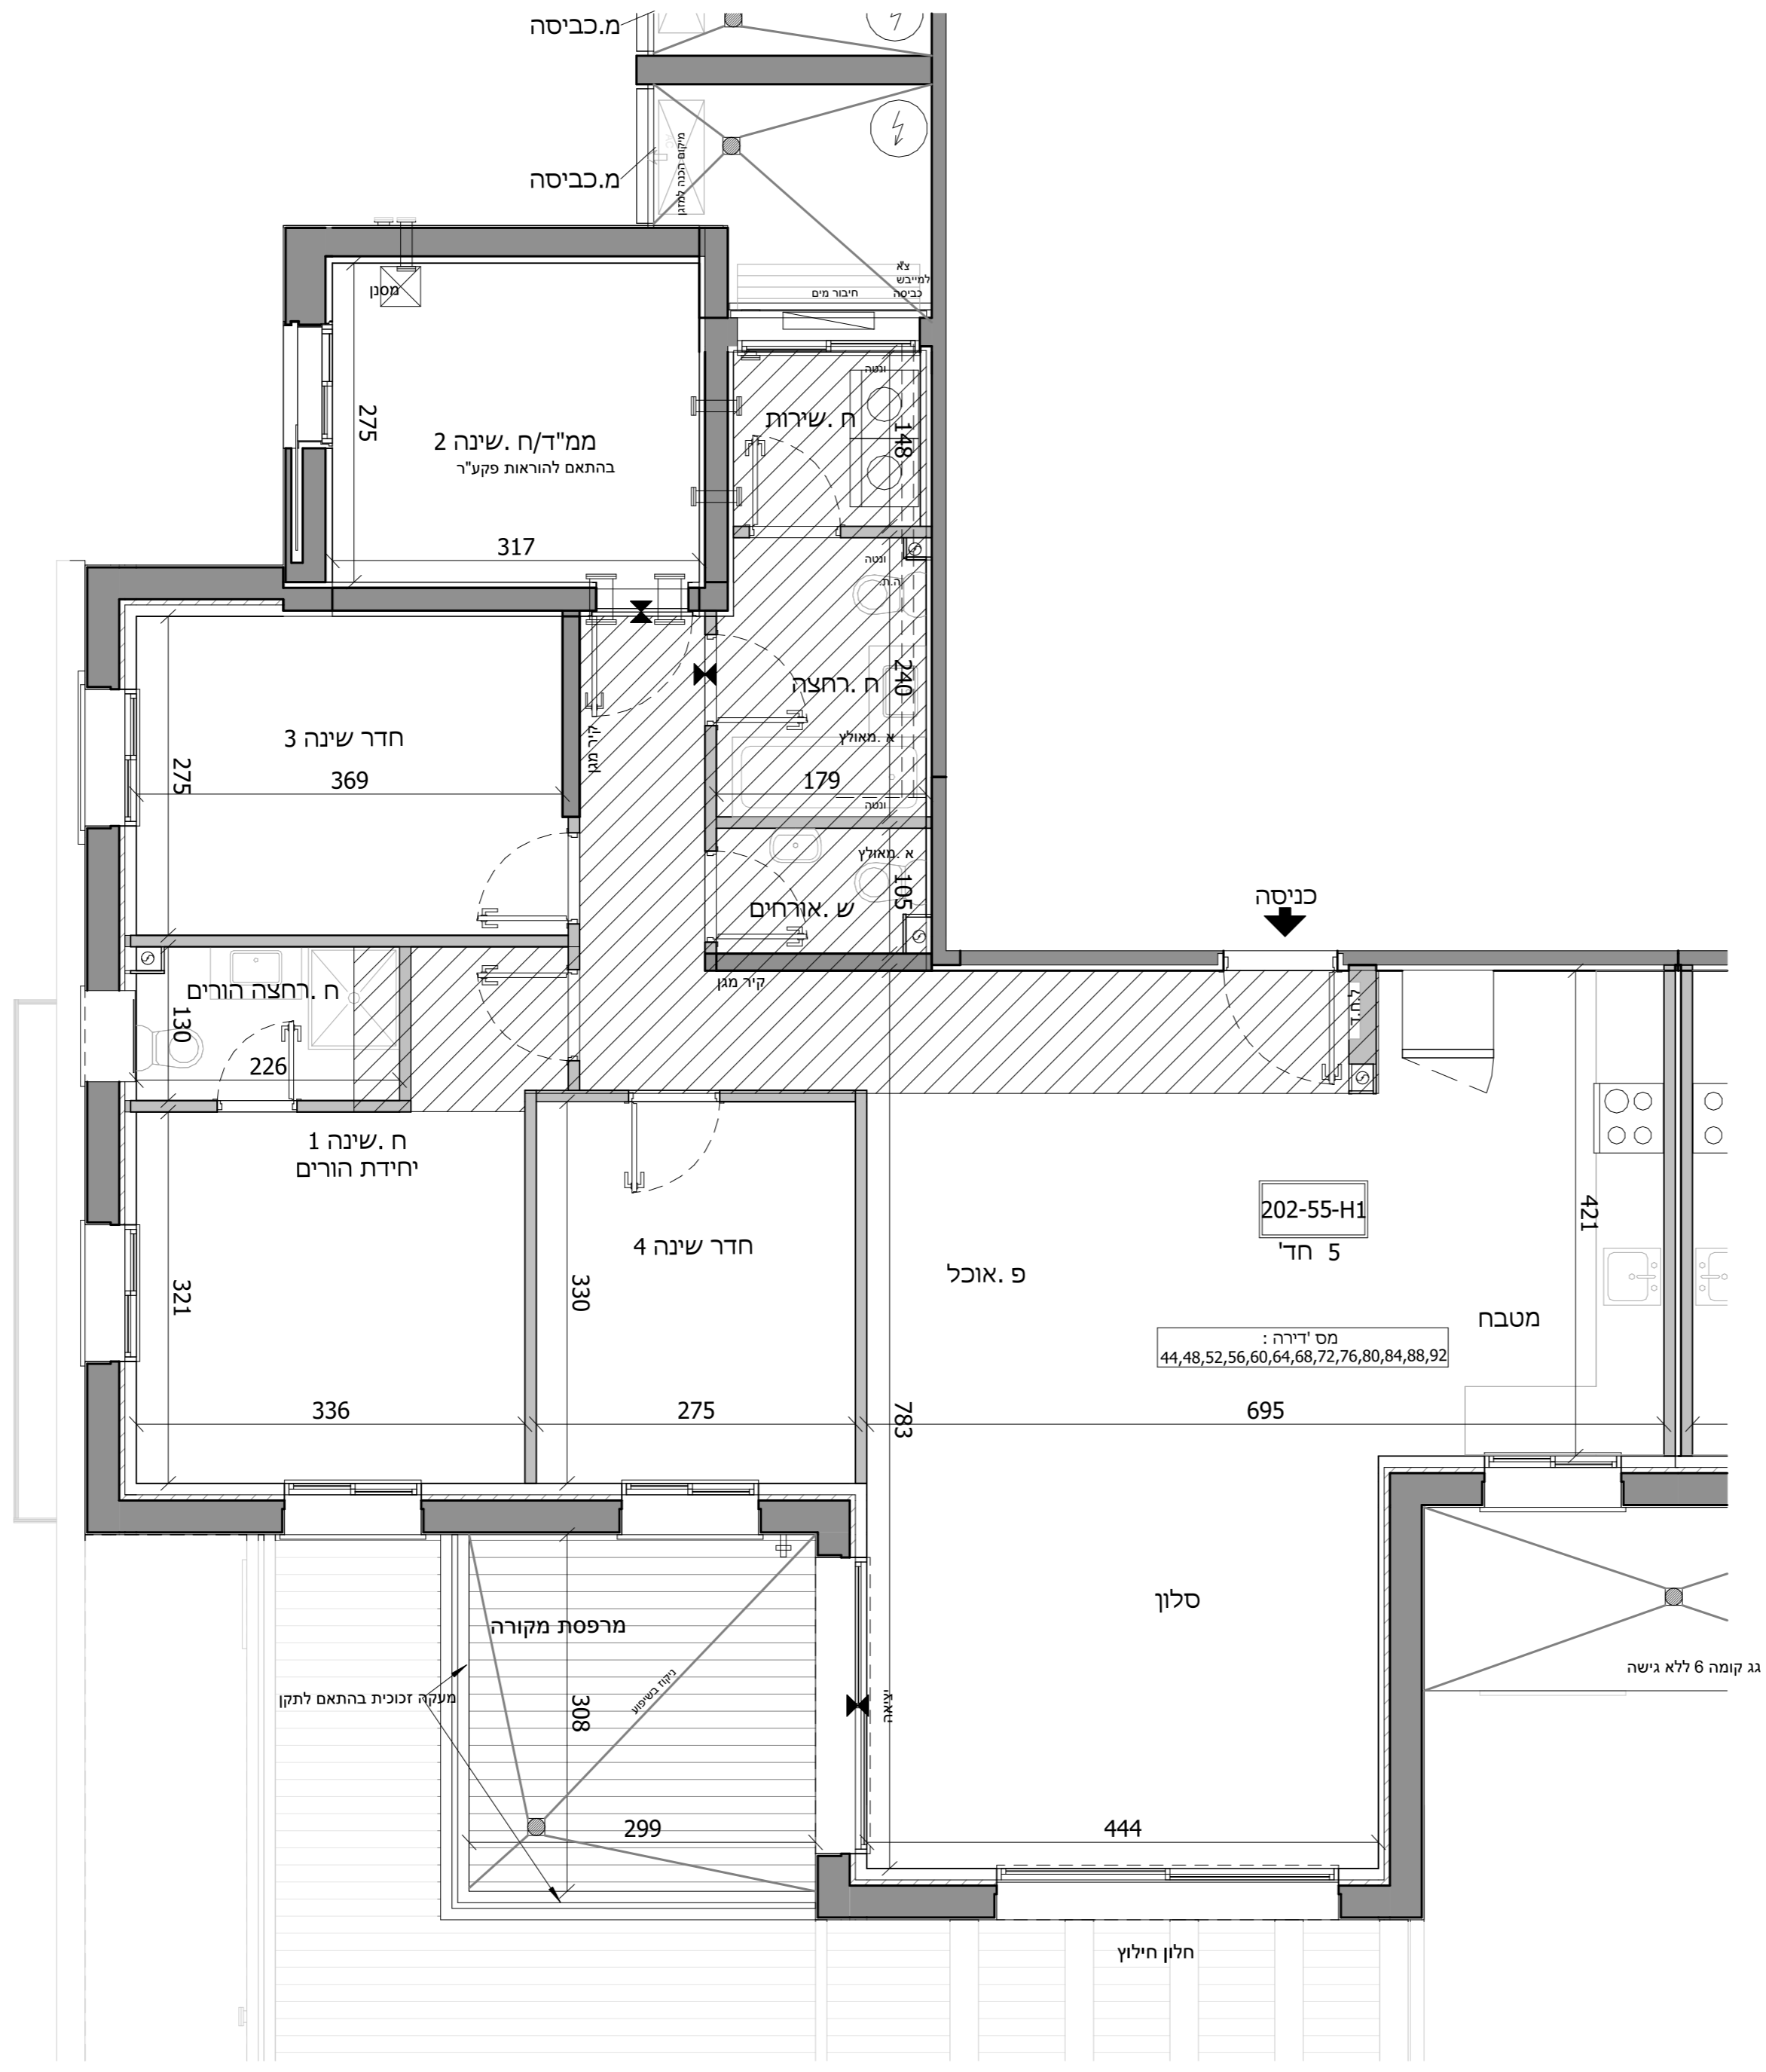 מ.כביסה
מ.כביסה
מיקום הכנה למזגן
צ"א
למייבש
כביסה
חיבור מים
מסנן
275
ממ"ד/ח .שינה 2
בהתאם להוראות פקע"ר
317
ונטה
ח .שירות
148
ונטה
ה.ת.
240
ח .רחצה
א .מאולץ
179
ונטה
קיר מגן
חדר שינה 3
369
275
א .מאולץ
105
ש .אורחים
קיר מגן
כניסה
ח .רחצה הורים
130
226
ח .שינה 1
יחידת הורים
321
336
חדר שינה 4
330
275
פ .אוכל
202-55-H1
5 חד'
421
מטבח
מס 'דירה :
44,48,52,56,60,64,68,72,76,80,84,88,92
783
695
סלון
גג קומה 6 ללא גישה
מרפסת מקורה
ניקוז בשיפוע
מעקה זכוכית בהתאם לתקן
308
299
444
חלון חילוץ